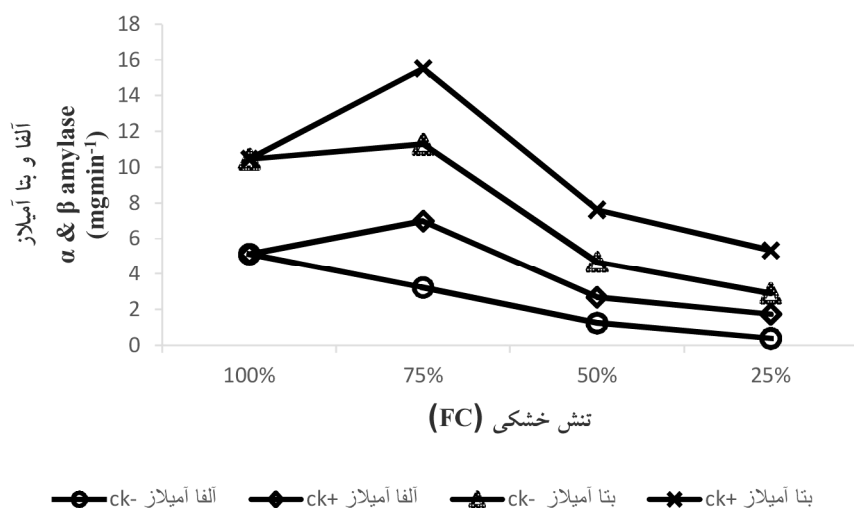 18
16
14
12
10
8
6
4
2
0
آلفا و بتا آمیلاز
α & β amylase
(mgmin-1)
100% 75% 50% 25%
تنش خشکی (FC)
آلفا آمیلاز ck-
آلفا آمیلاز ck+
بتا آمیلاز ck-
بتا آمیلاز ck+